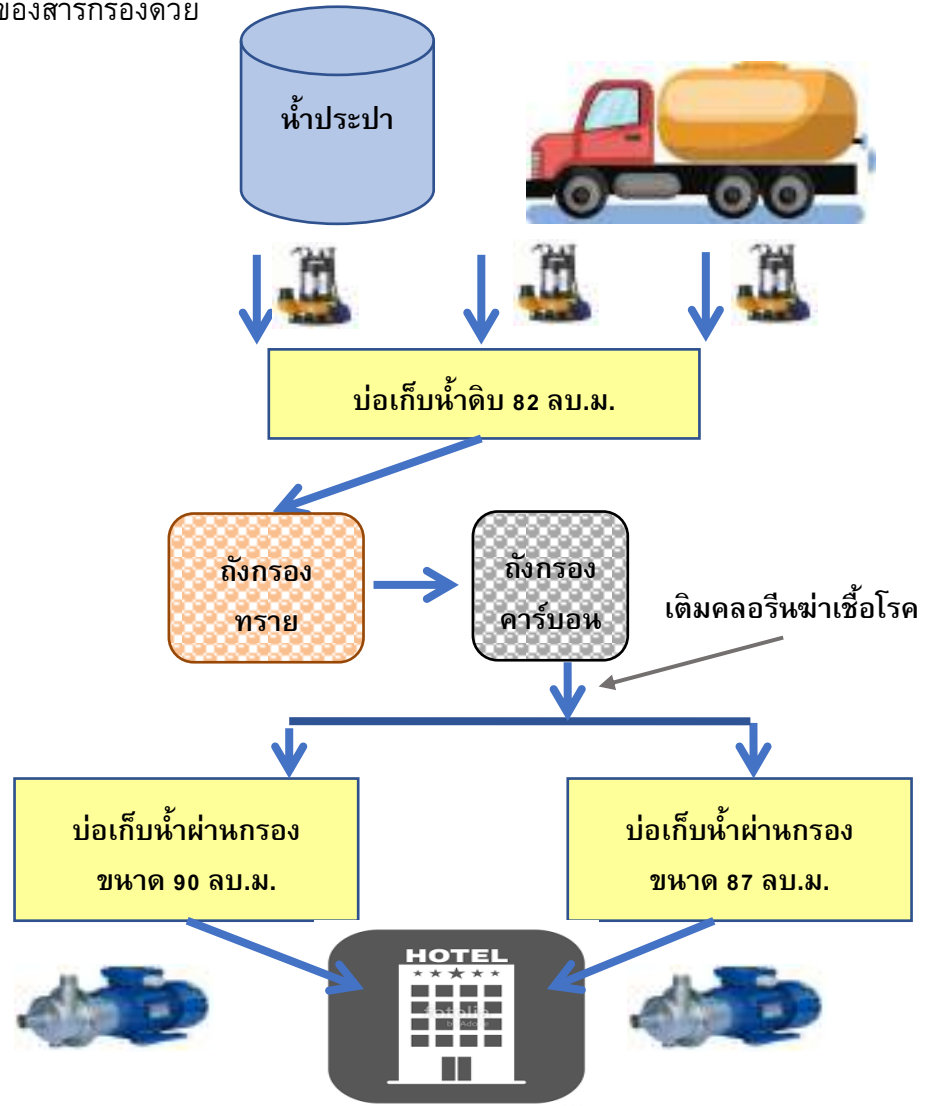 ของสารกรองด้วย
น้ำประปา
บ่อเก็บน้ำดิบ 82 ลบ.ม.
ถังกรอง
ทราย
ถังกรอง
คาร์บอน
เติมคลอรีนฆ่าเชื้อโรค
บ่อเก็บน้ำผ่านกรอง
ขนาด 90 ลบ.ม.
บ่อเก็บน้ำผ่านกรอง
ขนาด 87 ลบ.ม.
HOTEL
fotolia
by Adobe